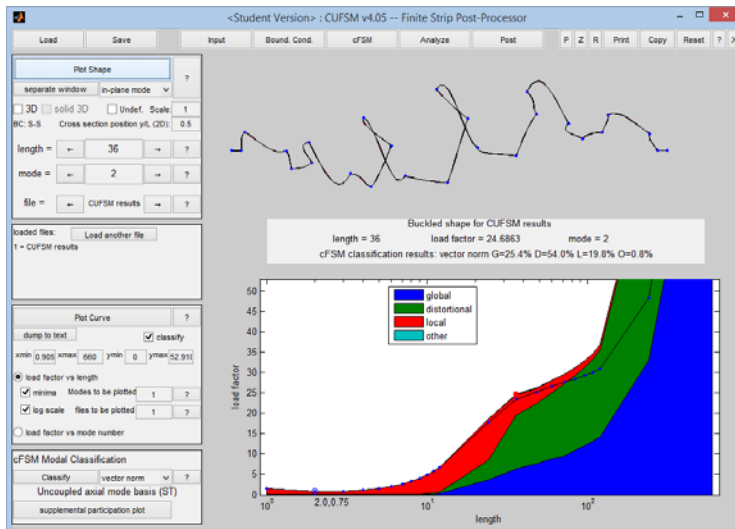 <Student Version> : CUFSM v4.05 -- Finite Strip Post-Processor
Load Save Input Bound. Cond. cFSM Analyze Post P Z R Print Copy Reset ? X
Plot Shape ?
separate window in-plane mode
3D solid 3D Undef. Scale: 1
BC: S-S Cross section position y/L (2D): 0.5
length = ← 36 → ?
mode = ← 2 → ?
file = ← CUFSM results → ?
loaded files: Load another file
1 = CUFSM results
Plot Curve ?
dump to text classify
xmin 0.909 xmax 660 ymin 0 ymax 52.910
load factor vs length
minima Modes to be plotted 1 ?
log scale files to be plotted 1 ?
load factor vs mode number
cFSM Modal Classification
Classify vector norm ?
Uncoupled axial mode basis (ST)
supplemental participation plot
Buckled shape for CUFSM results
length = 36 load factor = 24.6863 mode = 2
cFSM classification results: vector norm G=25.4% D=54.0% L=19.8% O=0.8%
global
distortional
local
other
load factor
50
45
40
35
30
25
20
15
10
5
0
2.0,0.75
10^0 10^1 10^2
length